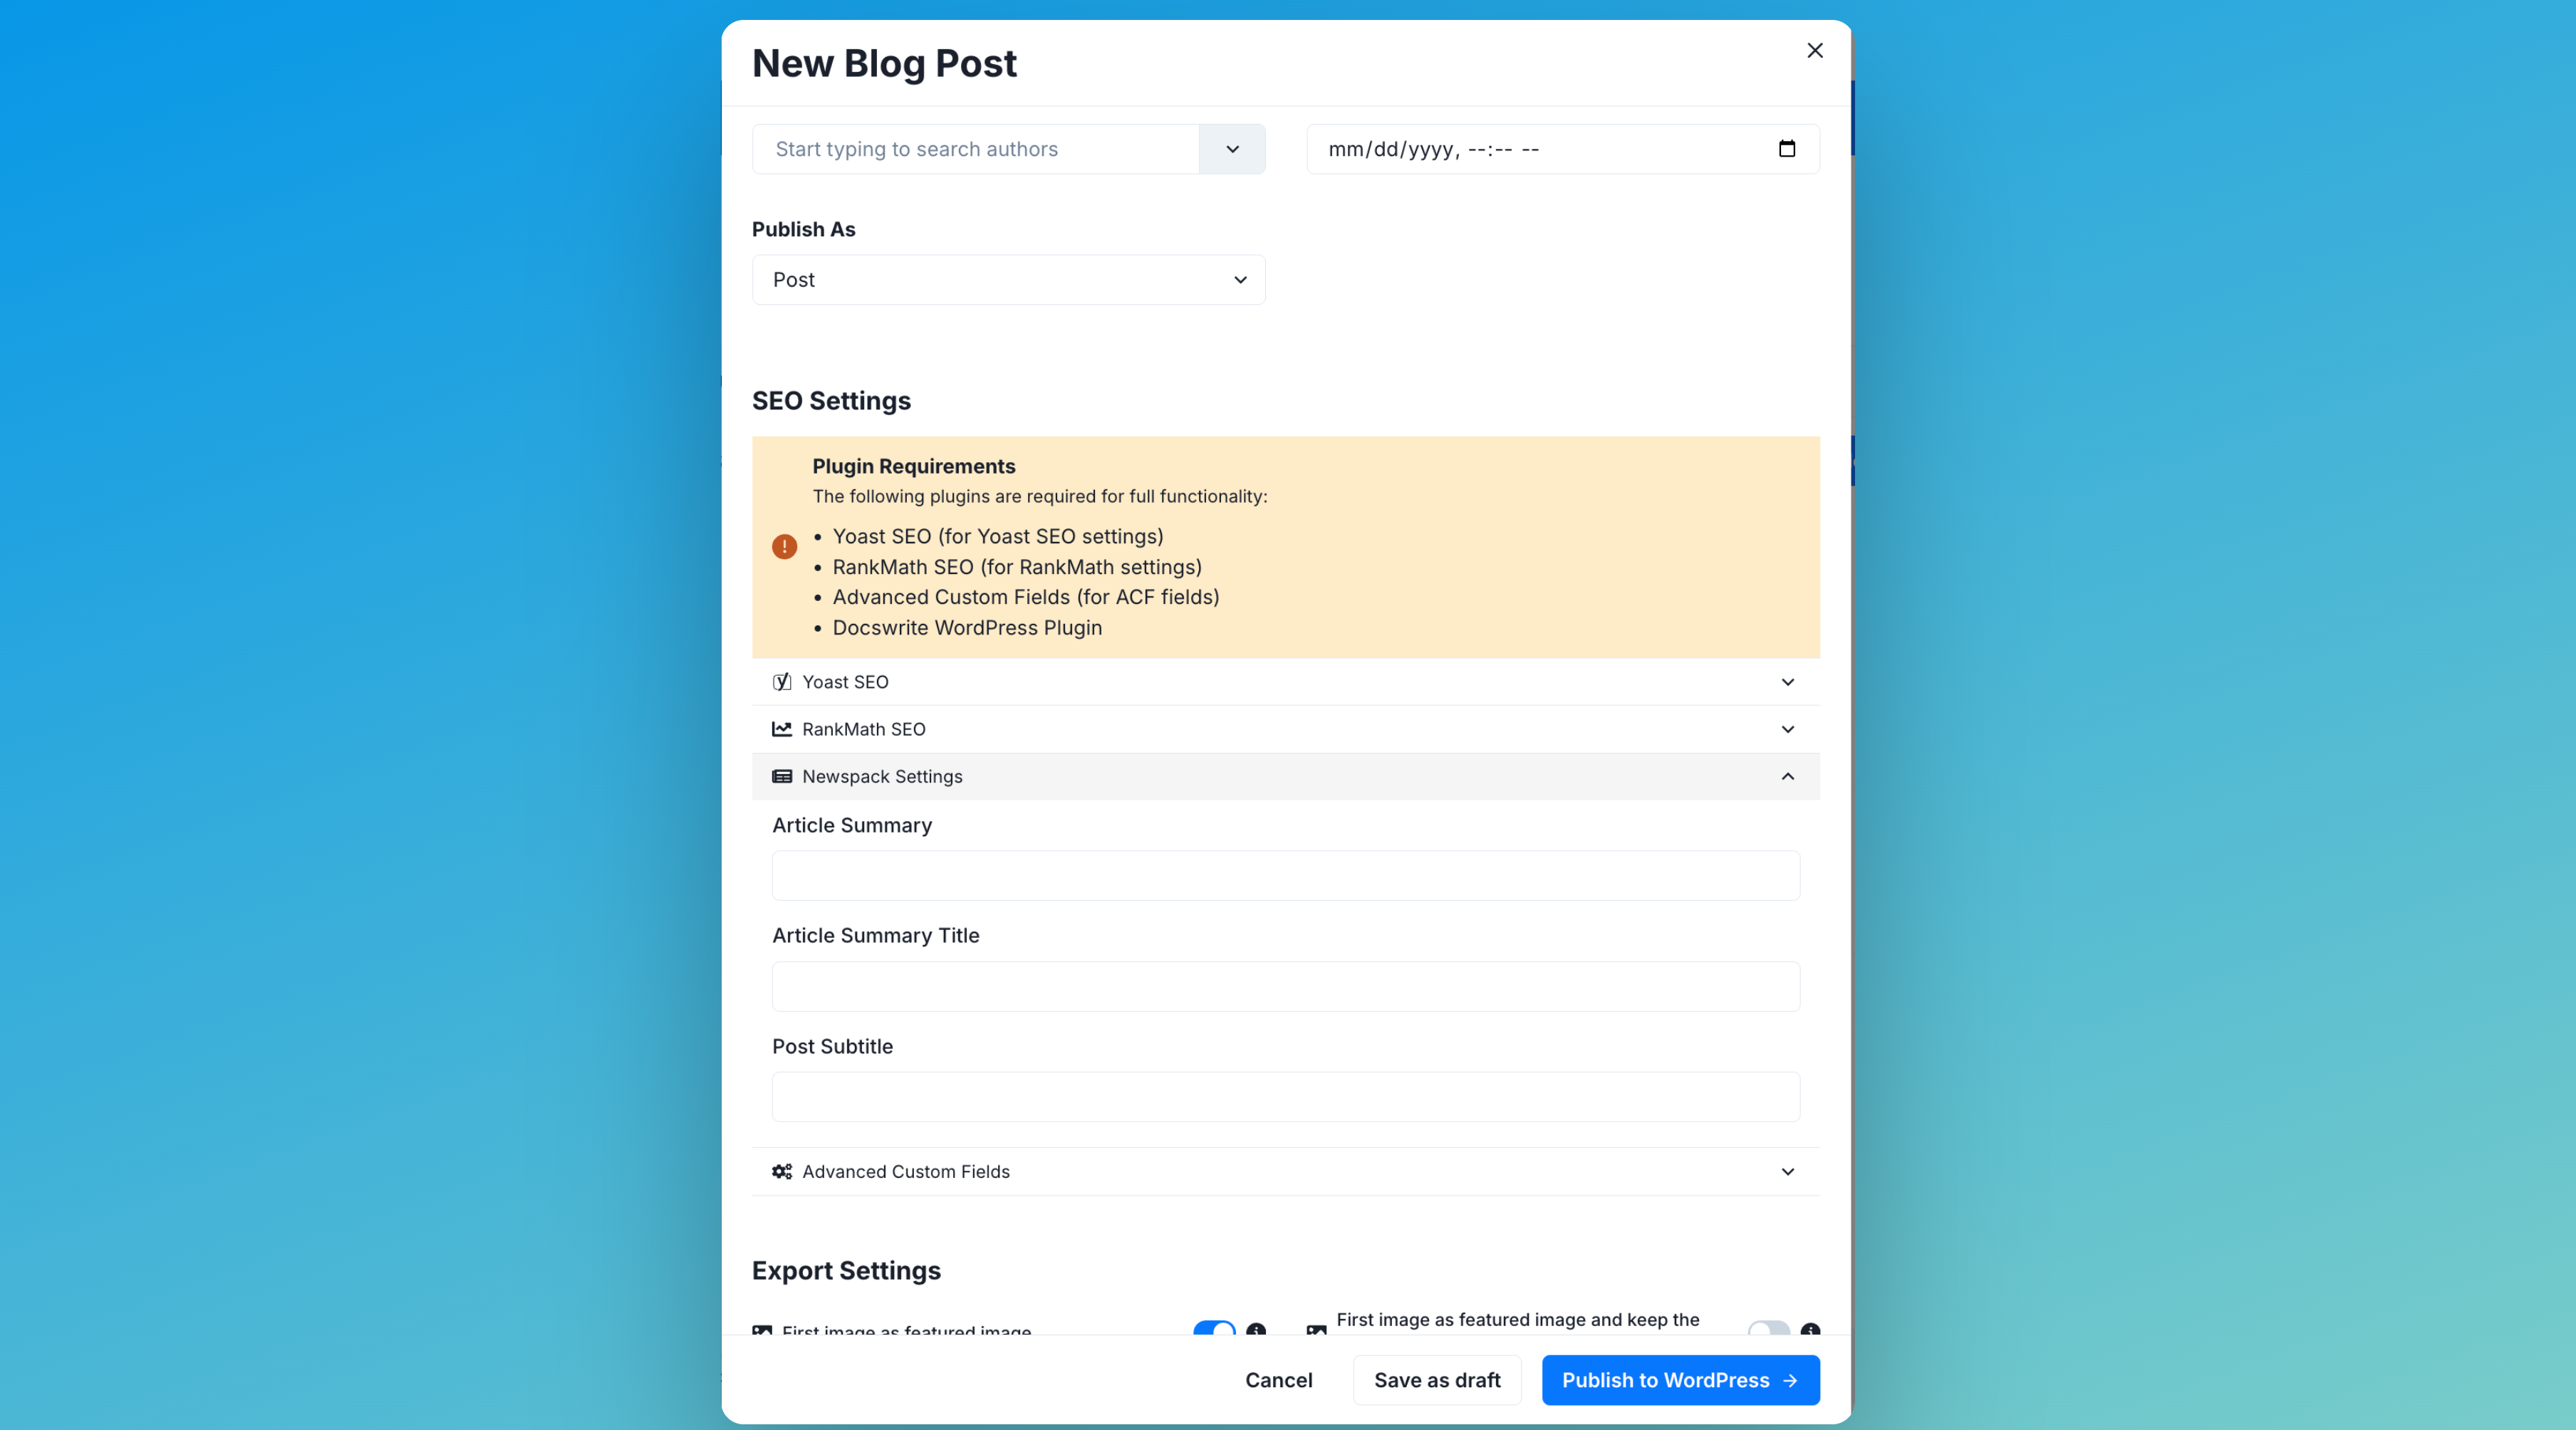 New Blog Post
Start typing to search authors
mm/dd/yyyy, --:-- --
Publish As
Post
SEO Settings
Plugin Requirements
The following plugins are required for full functionality:
• Yoast SEO (for Yoast SEO settings)
• RankMath SEO (for RankMath settings)
• Advanced Custom Fields (for ACF fields)
• Docswrite WordPress Plugin
Yoast SEO
RankMath SEO
Newspack Settings
Article Summary
Article Summary Title
Post Subtitle
Advanced Custom Fields
Export Settings
First image as featured image
First image as featured image and keep the
Cancel
Save as draft
Publish to WordPress →